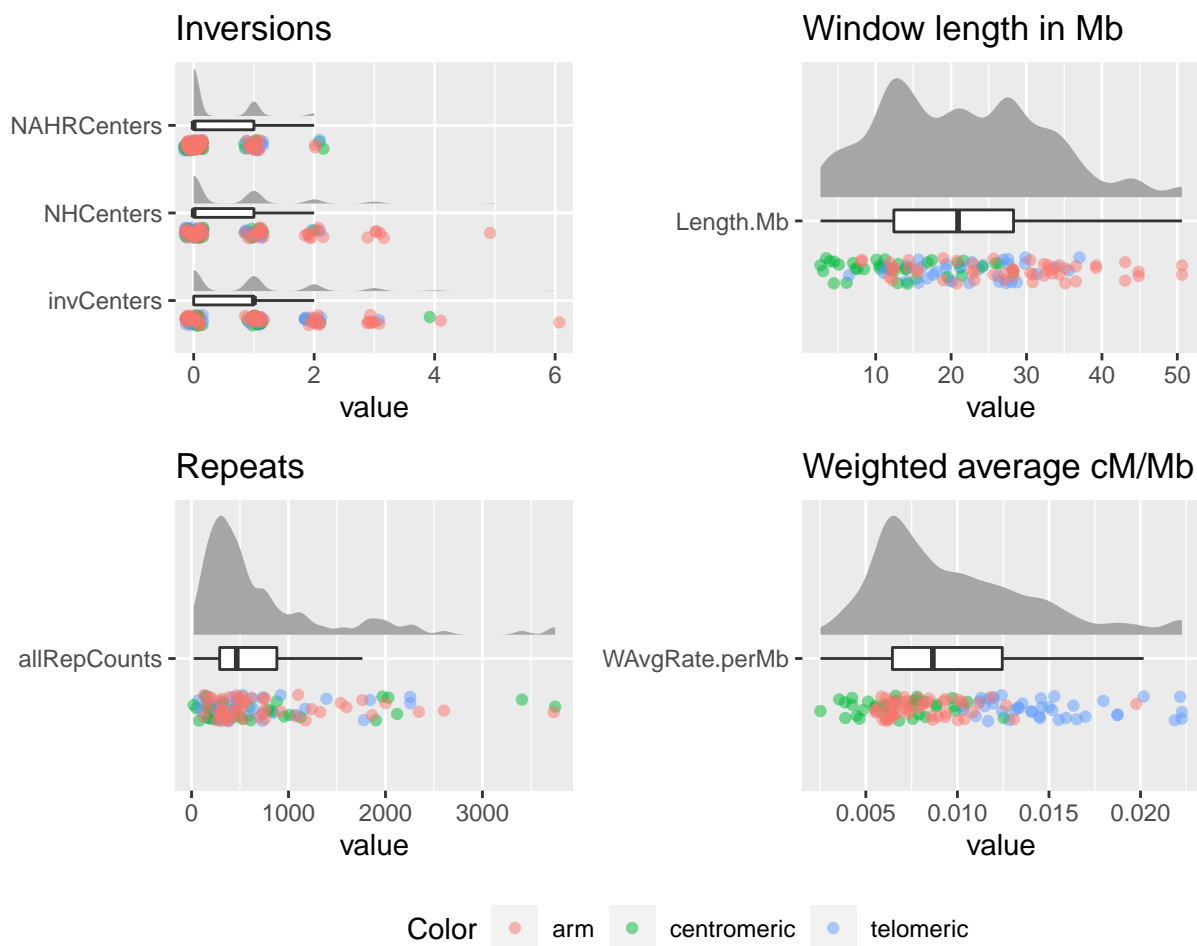 Inversions
NAHRCenters
NHCenters
invCenters
0 2 4 6
value
Window length in Mb
Length.Mb
10 20 30 40 50
value
Repeats
allRepCounts
0 1000 2000 3000
value
Weighted average cM/Mb
WAvgRate.perMb
0.005 0.010 0.015 0.020
value
Color arm centromeric telomeric